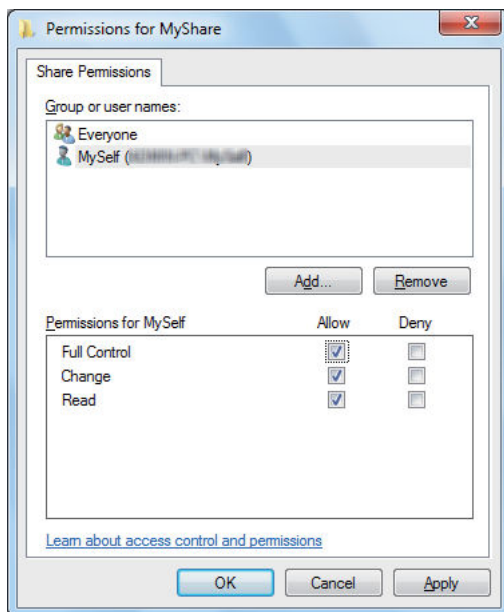 Permissions for MyShare
Share Permissions
Group or user names:
Everyone
MySelf (
Add...
Remove
Permissions for MySelf Allow Deny
Full Control
Change
Read
Learn about access control and permissions
OK Cancel Apply